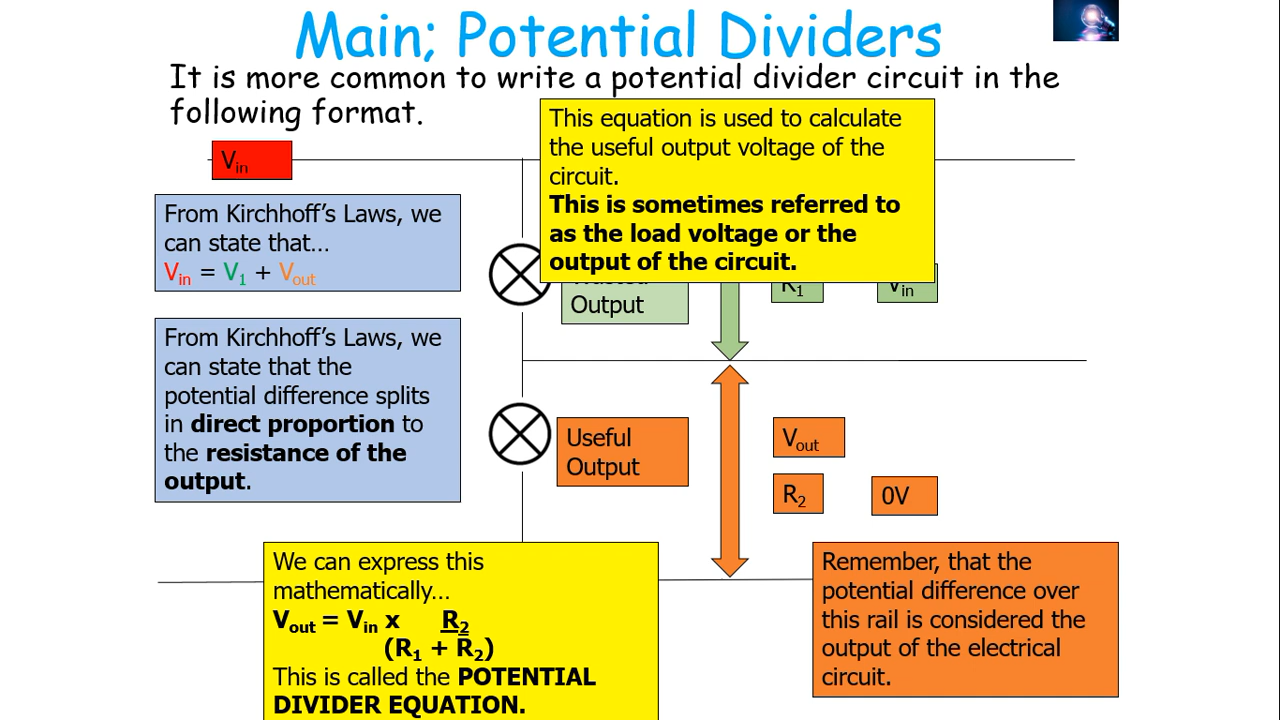 Main; Potential Dividers
It is more common to write a potential divider circuit in the
following format.
This equation is used to calculate
the useful output voltage of the
circuit.
This is sometimes referred to
as the load voltage or the
output of the circuit.
Vin
From Kirchhoff’s Laws, we
can state that…
Vin = V1 + Vout
Output
R1
Vin
From Kirchhoff’s Laws, we
can state that the
potential difference splits
in direct proportion to
the resistance of the
output.
Useful
Output
Vout
R2
0V
We can express this
mathematically…
Vout = Vin x R2
(R1 + R2)
This is called the POTENTIAL
DIVIDER EQUATION.
Remember, that the
potential difference over
this rail is considered the
output of the electrical
circuit.